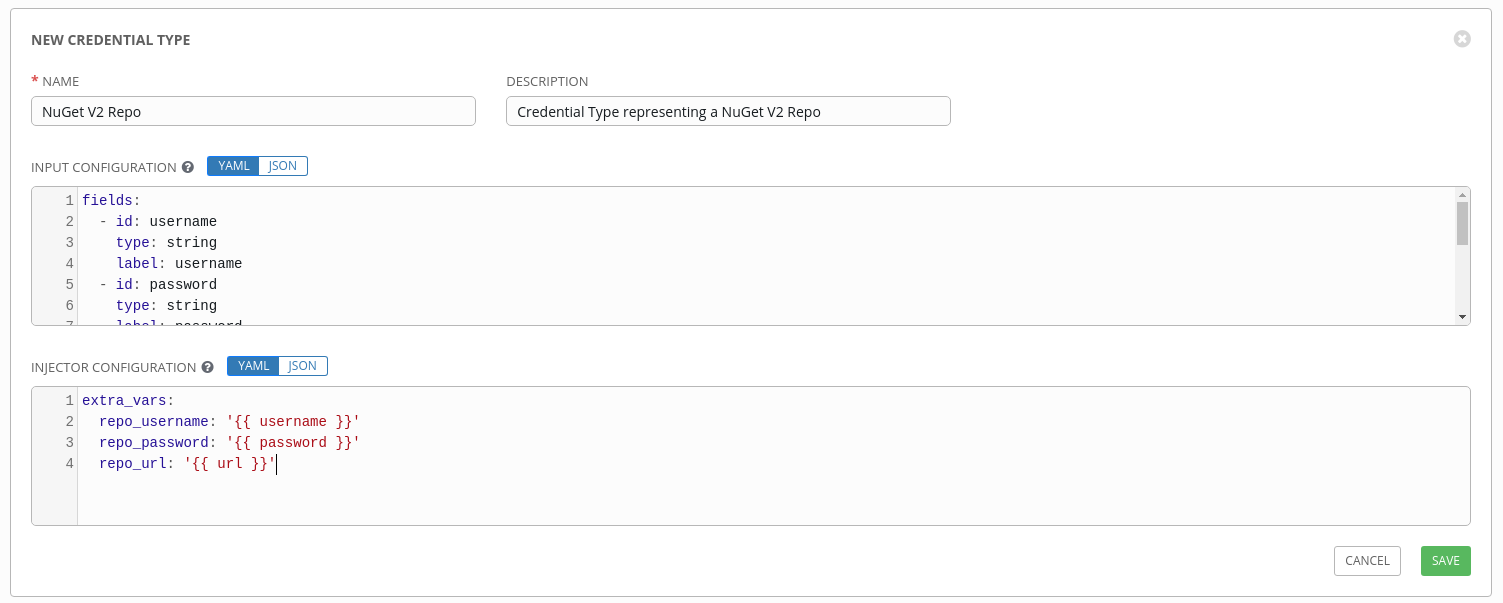 NEW CREDENTIAL TYPE
* NAME
DESCRIPTION
NuGet V2 Repo
Credential Type representing a NuGet V2 Repo
INPUT CONFIGURATION ? YAML JSON
1 fields:
2   - id: username
3     type: string
4     label: username
5   - id: password
6     type: string
7     label: password
INJECTOR CONFIGURATION ? YAML JSON
1 extra_vars:
2   repo_username: '{{ username }}'
3   repo_password: '{{ password }}'
4   repo_url: '{{ url }}'
CANCEL
SAVE